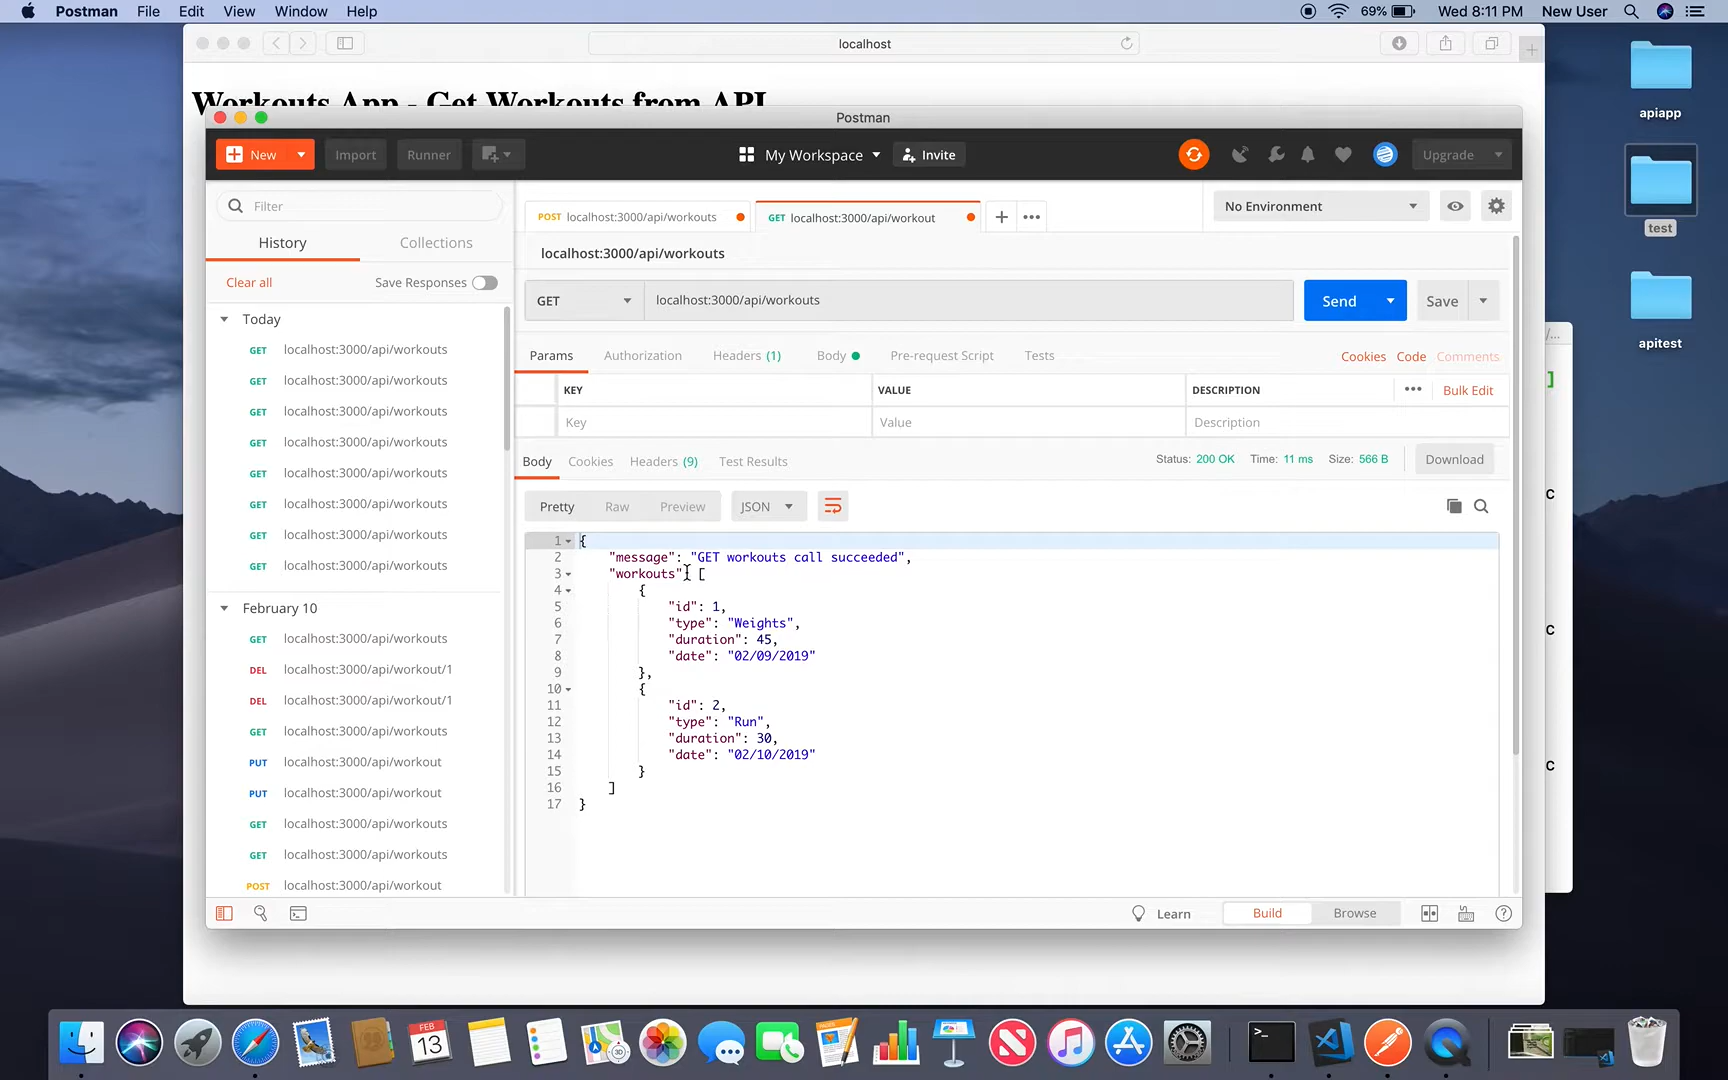 Postman File Edit View Window Help 69% Wed 8:11 PM New User
localhost
Workouts App - Get Workouts from API
Postman
New Import Runner My Workspace Invite Upgrade
Filter
History Collections
Clear all Save Responses
Today
GET localhost:3000/api/workouts
GET localhost:3000/api/workouts
GET localhost:3000/api/workouts
GET localhost:3000/api/workouts
GET localhost:3000/api/workouts
GET localhost:3000/api/workouts
GET localhost:3000/api/workouts
GET localhost:3000/api/workouts
February 10
GET localhost:3000/api/workouts
DEL localhost:3000/api/workout/1
DEL localhost:3000/api/workout/1
GET localhost:3000/api/workouts
PUT localhost:3000/api/workout
PUT localhost:3000/api/workout
GET localhost:3000/api/workouts
GET localhost:3000/api/workouts
POST localhost:3000/api/workout
POST localhost:3000/api/workouts GET localhost:3000/api/workout No Environment
localhost:3000/api/workouts
GET localhost:3000/api/workouts Send Save
Params Authorization Headers (1) Body Pre-request Script Tests Cookies Code Comments
KEY VALUE DESCRIPTION Bulk Edit
Key Value Description
Body Cookies Headers (9) Test Results Status: 200 OK Time: 11 ms Size: 566 B Download
Pretty Raw Preview JSON
1 {
2 "message": "GET workouts call succeeded",
3 "workouts": [
4 {
5 "id": 1,
6 "type": "Weights",
7 "duration": 45,
8 "date": "02/09/2019"
9 },
10 {
11 "id": 2,
12 "type": "Run",
13 "duration": 30,
14 "date": "02/10/2019"
15 }
16 ]
17 }
Learn Build Browse
apiapp
test
apitest
/...
]
c
c
c
FEB
13
3D
PAGES